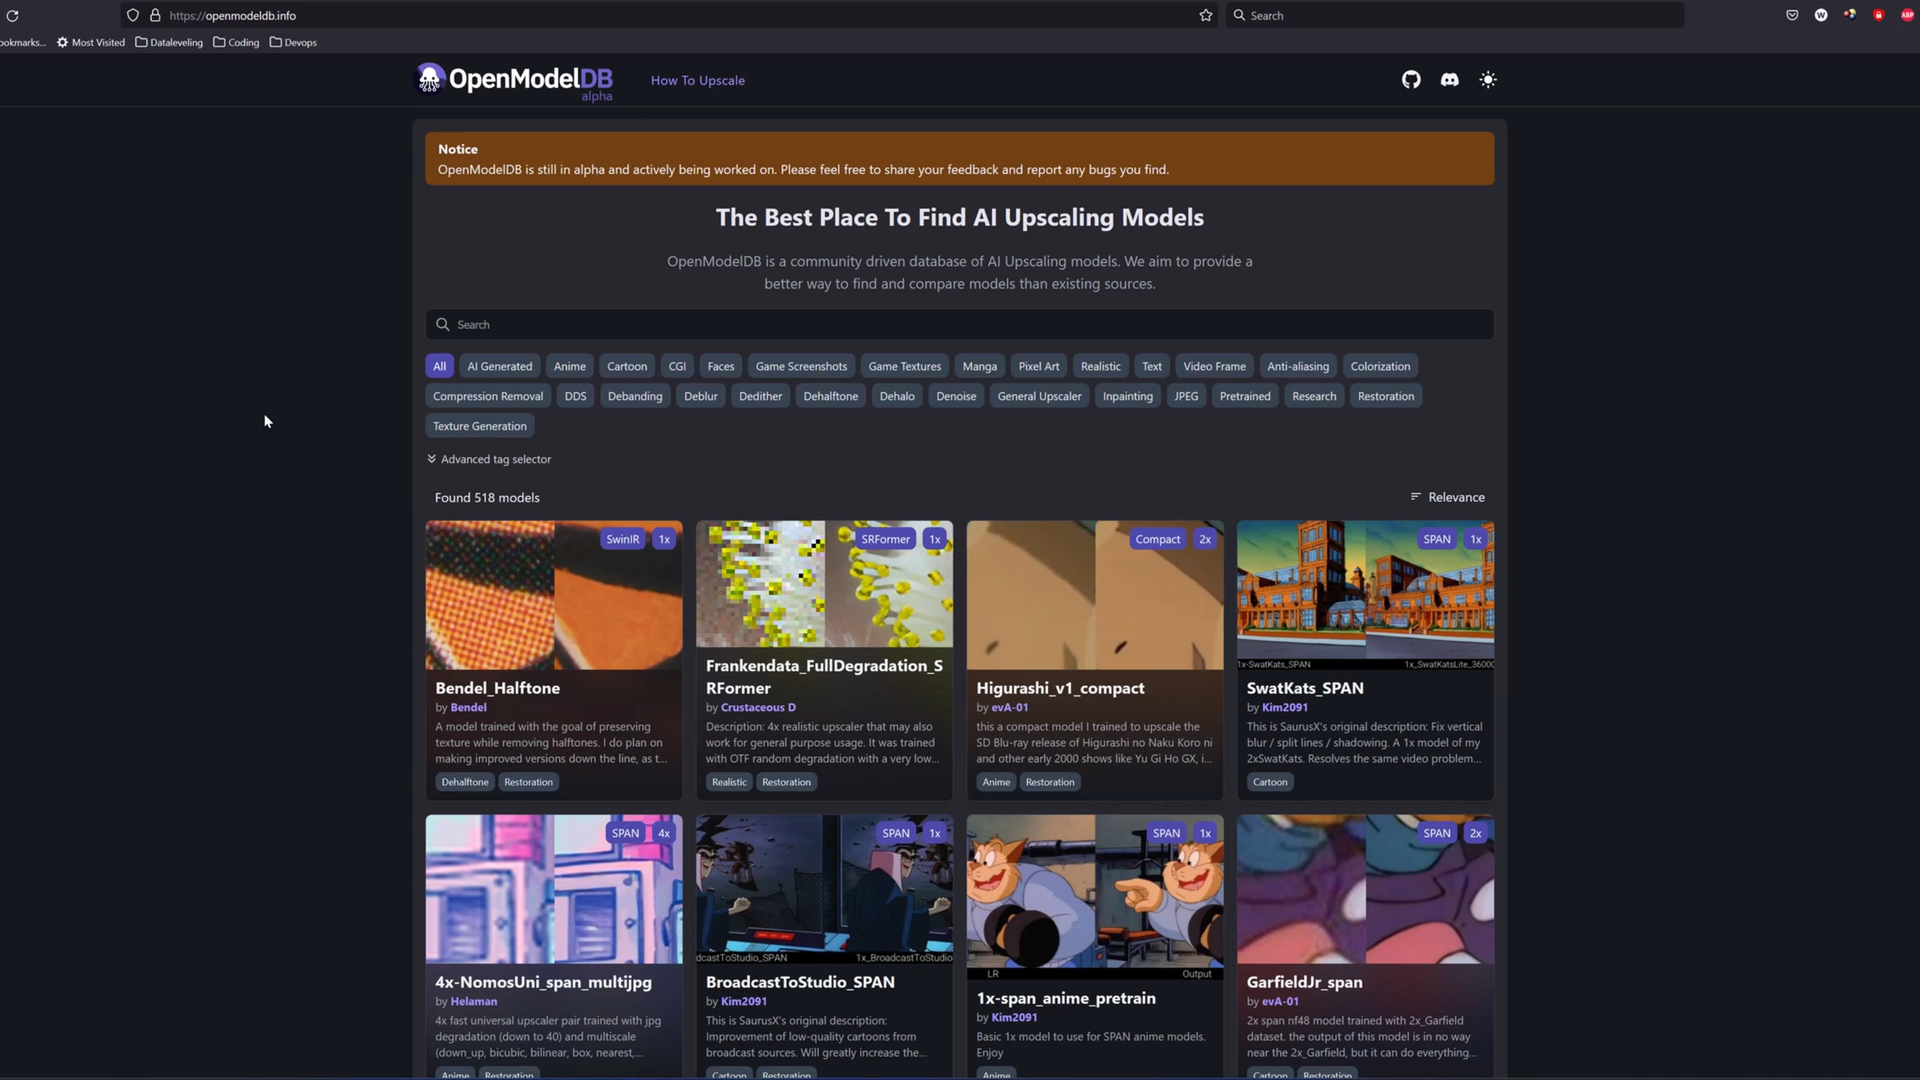 https://openmodeldb.info
Search
ookmarks...
Most Visited
Dataleveling
Coding
Devops
W
ABP
OpenModelDB
alpha
How To Upscale
Notice
OpenModelDB is still in alpha and actively being worked on. Please feel free to share your feedback and report any bugs you find.
The Best Place To Find AI Upscaling Models
OpenModelDB is a community driven database of AI Upscaling models. We aim to provide a
better way to find and compare models than existing sources.
Search
All AI Generated Anime Cartoon CGI Faces Game Screenshots Game Textures Manga Pixel Art Realistic Text Video Frame Anti-aliasing Colorization
Compression Removal DDS Debanding Deblur Dedither Dehalftone Dehalo Denoise General Upscaler Inpainting JPEG Pretrained Research Restoration
Texture Generation
Advanced tag selector
Found 518 models
Relevance
SwinIR 1x
Bendel_Halftone
by Bendel
A model trained with the goal of preserving
texture while removing halftones. I do plan on
making improved versions down the line, as t...
Dehalftone Restoration
SRFormer 1x
Frankendata_FullDegradation_S
RFormer
by Crustaceous D
Description: 4x realistic upscaler that may also
work for general purpose usage. It was trained
with OTF random degradation with a very low...
Realistic Restoration
Compact 2x
Higurashi_v1_compact
by evA-01
this a compact model I trained to upscale the
SD Blu-ray release of Higurashi no Naku Koro ni
and other early 2000 shows like Yu Gi Ho GX, i...
Anime Restoration
SPAN 1x
1x-SwatKats_SPAN
1x_SwatKatsLite_36000
SwatKats_SPAN
by Kim2091
This is SaurusX's original description: Fix vertical
blur / split lines / shadowing. A 1x model of my
2xSwatKats. Resolves the same video problem...
Cartoon
SPAN 4x
4x-NomosUni_span_multijpg
by Helaman
4x fast universal upscaler pair trained with jpg
degradation (down to 40) and multiscale
(down_up, bicubic, bilinear, box, nearest,...
Anime Restoration
SPAN 1x
dcastToStudio_SPAN
1x_BroadcastToStudio
BroadcastToStudio_SPAN
by Kim2091
This is SaurusX's original description:
Improvement of low-quality cartoons from
broadcast sources. Will greatly increase the...
Cartoon Restoration
SPAN 1x
LR
Output
1x-span_anime_pretrain
by Kim2091
Basic 1x model to use for SPAN anime models.
Enjoy
Anime
SPAN 2x
GarfieldJr_span
by evA-01
2x span nf48 model trained with 2x_Garfield
dataset. the output of this model is in no way
near the 2x_Garfield, but it can do everything...
Cartoon Restoration